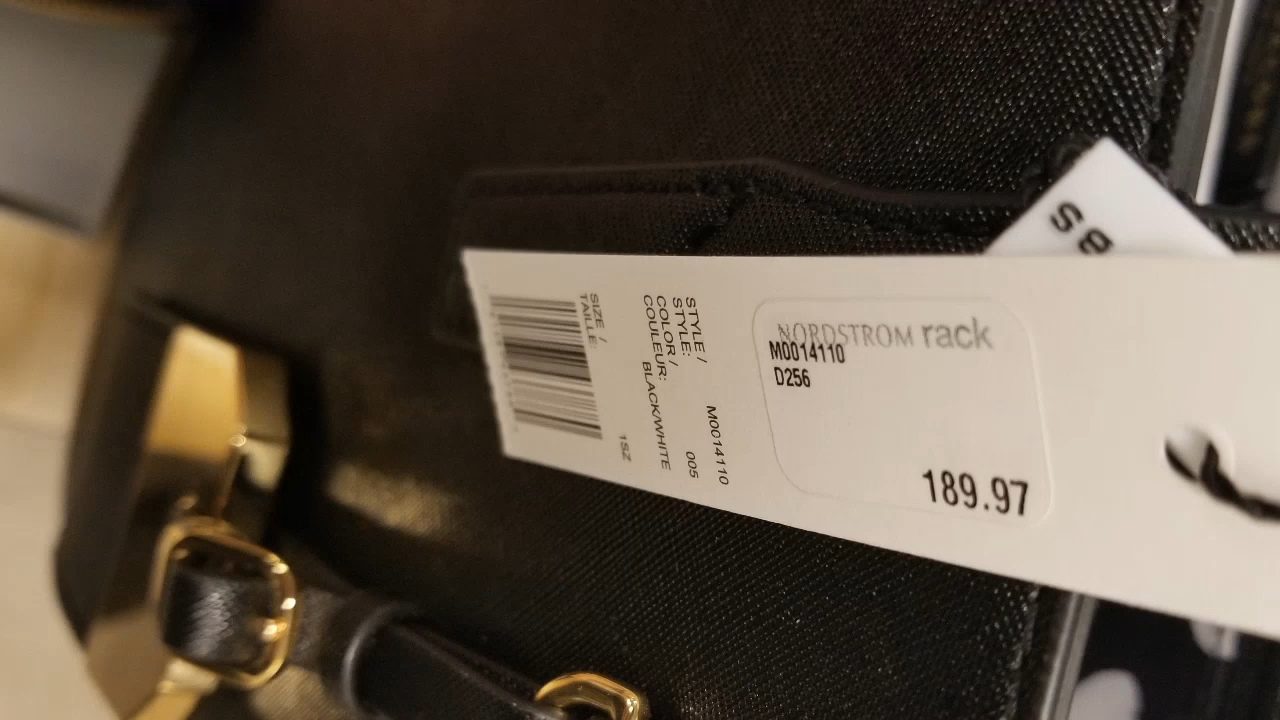 NORDSTROM rack
M0014110
D256
189.97
STYLE / STYLE: M0014110
COLOR / COULEUR: 005
BLACK/WHITE
SIZE / TAILLE: 1SZ